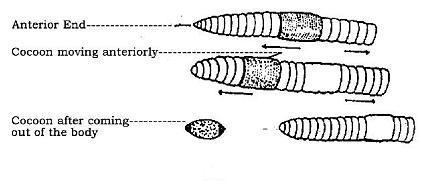 Anterior End
Cocoon moving anteriorly
Cocoon after coming
out of the body